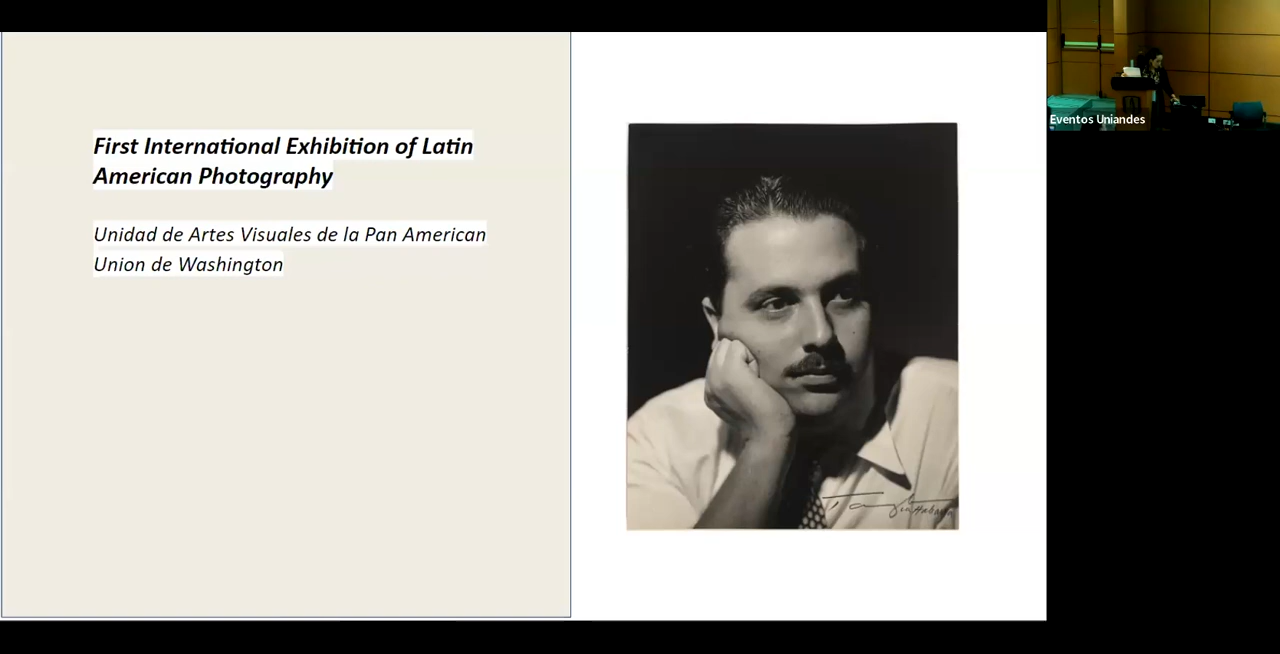 First International Exhibition of Latin
American Photography
Unidad de Artes Visuales de la Pan American
Union de Washington
Eventos Uniandes